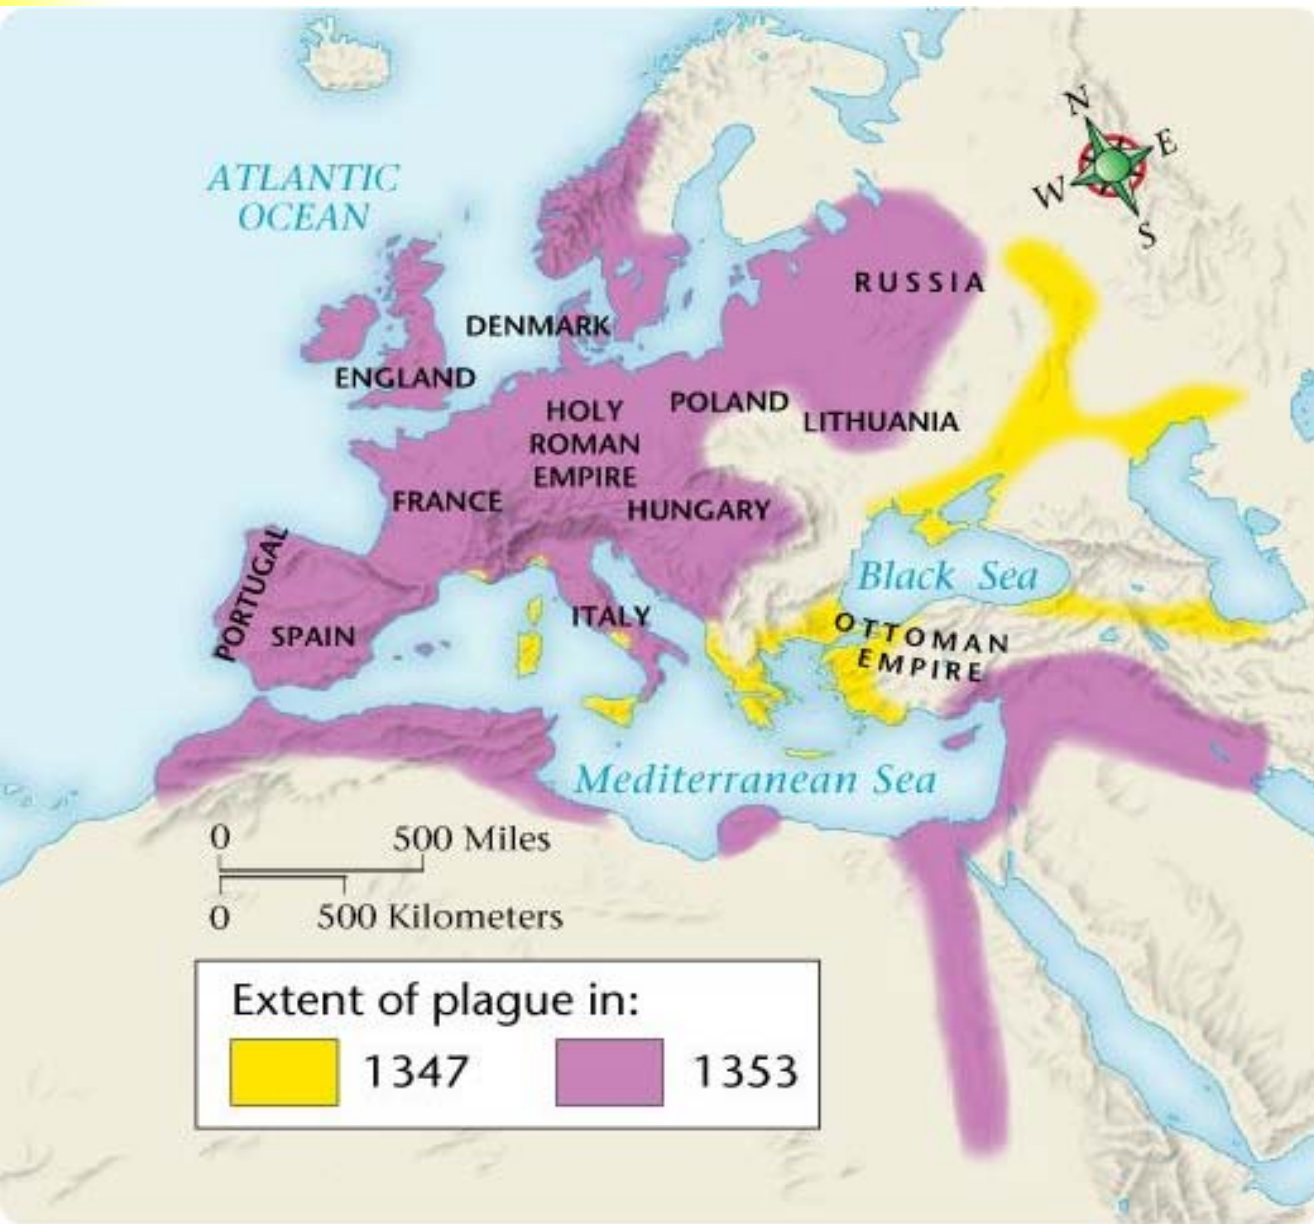 N
E
W
S
ATLANTIC
OCEAN
RUSSIA
DENMARK
ENGLAND
HOLY
ROMAN
EMPIRE
POLAND
LITHUANIA
FRANCE
HUNGARY
PORTUGAL
SPAIN
ITALY
Black Sea
OTTOMAN
EMPIRE
Mediterranean Sea
0 500 Miles
0 500 Kilometers
Extent of plague in:
1347 1353